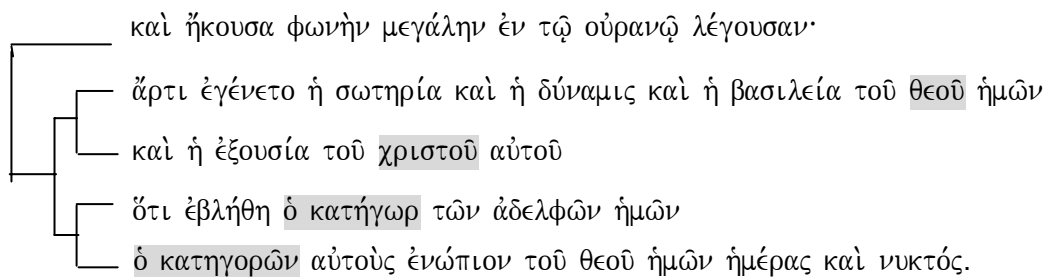 καὶ ἤκουσα φωνὴν μεγάλην ἐν τῷ οὐρανῷ λέγουσαν·
ἄρτι ἐγένετο ἡ σωτηρία καὶ ἡ δύναμις καὶ ἡ βασιλεία τοῦ θεοῦ ἡμῶν
καὶ ἡ ἐξουσία τοῦ χριστοῦ αὐτοῦ
ὅτι ἐβλήθη ὁ κατήγωρ τῶν ἀδελφῶν ἡμῶν
ὁ κατηγορῶν αὐτοὺς ἐνώπιον τοῦ θεοῦ ἡμῶν ἡμέρας καὶ νυκτός.